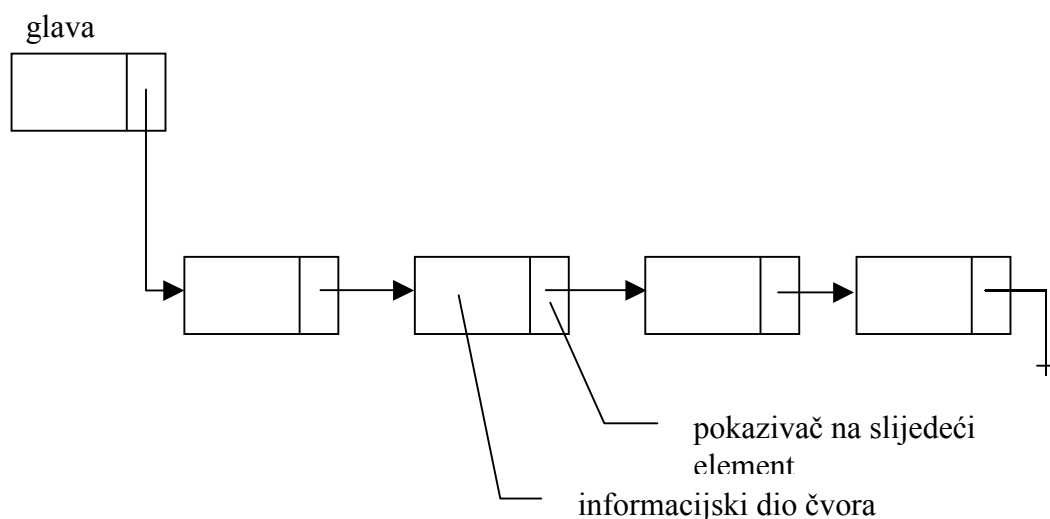 glava
pokazivač na slijedeći
element
informacijski dio čvora